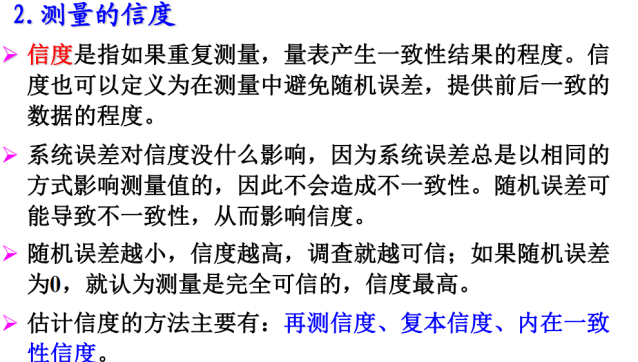 2.测量的信度
➢ 信度是指如果重复测量，量表产生一致性结果的程度。信
度也可以定义为在测量中避免随机误差，提供前后一致的
数据的程度。
➢ 系统误差对信度没什么影响，因为系统误差总是以相同的
方式影响测量值的，因此不会造成不一致性。随机误差可
能导致不一致性，从而影响信度。
➢ 随机误差越小，信度越高，调查就越可信；如果随机误差
为0，就认为测量是完全可信的，信度最高。
➢ 估计信度的方法主要有：再测信度、复本信度、内在一致
性信度。